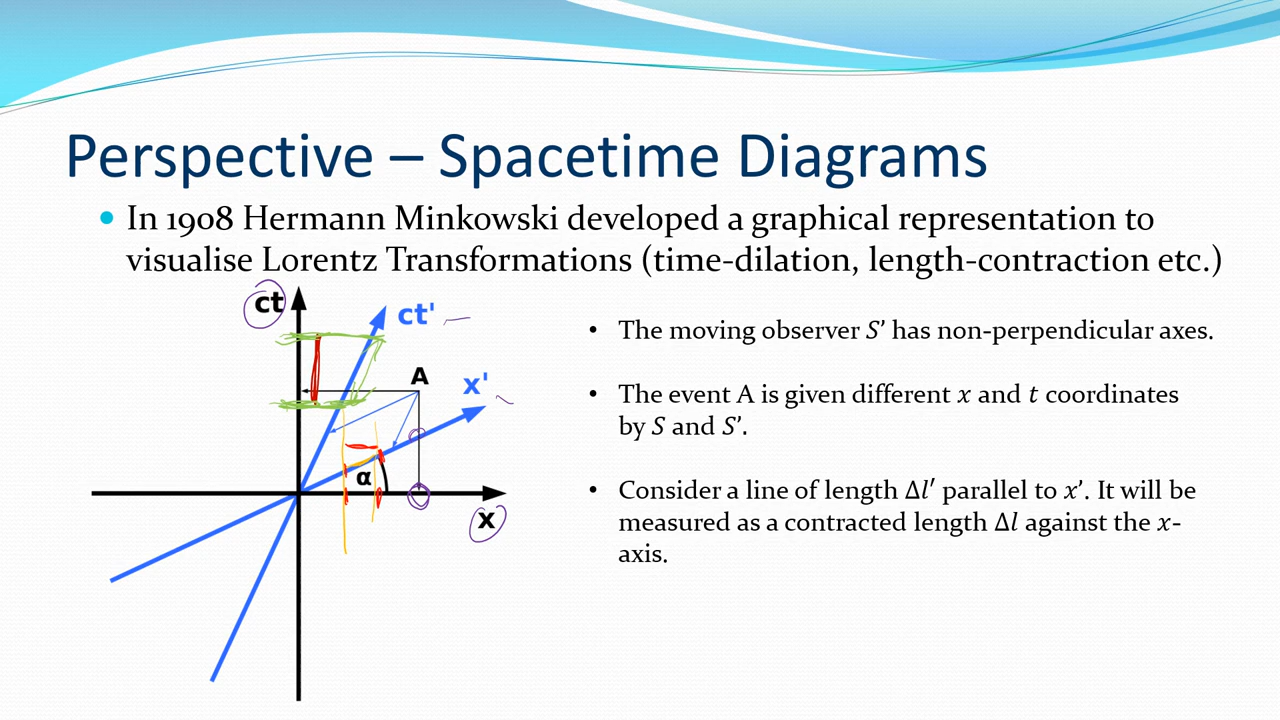 Perspective – Spacetime Diagrams
• In 1908 Hermann Minkowski developed a graphical representation to
visualise Lorentz Transformations (time-dilation, length-contraction etc.)
ct
ct'
A
x'
α
x
• The moving observer S’ has non-perpendicular axes.
• The event A is given different x and t coordinates
by S and S’.
• Consider a line of length Δl′ parallel to x’. It will be
measured as a contracted length Δl against the x-
axis.